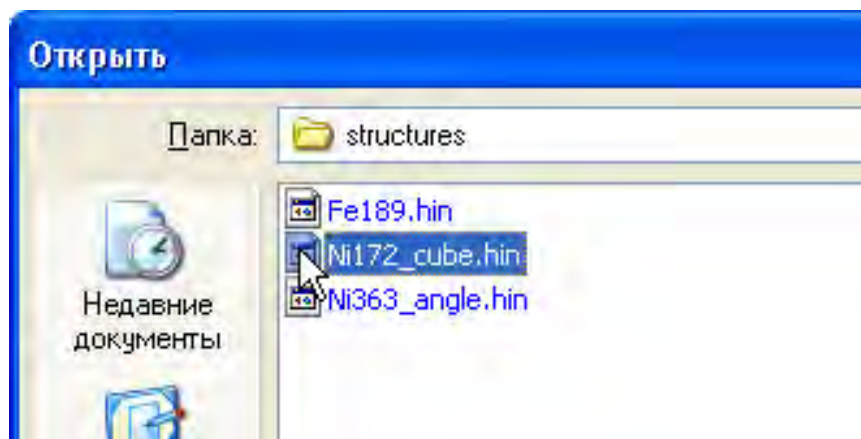 Открыть
Папка: structures
Fe189.hin
Ni172_cube.hin
Ni363_angle.hin
Недавние
документы